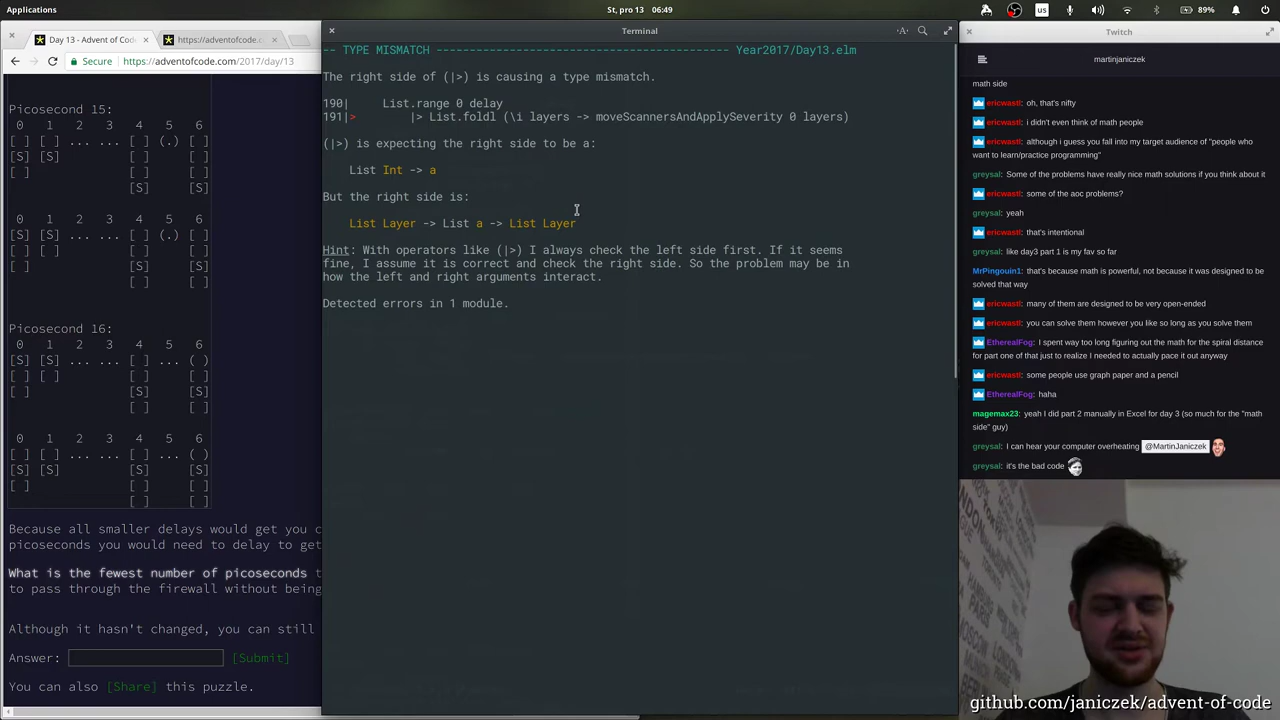 Applications
St, pro 13 06:49
us
89%
Day 13 - Advent of Cod
https://adventofcode.c
Secure
https://adventofcode.com/2017/day/13
Picosecond 15:
0 1 2 3 4 5 6
[ ] [ ] ... ... [ ] (.) [ ]
[S] [S] [ ] [ ]
[ ] [ ] [ ]
[S] [S]
0 1 2 3 4 5 6
[S] [S] ... ... [ ] (.) [ ]
[ ] [ ] [ ] [ ]
[ ] [S] [S]
[ ] [ ]
Picosecond 16:
0 1 2 3 4 5 6
[S] [S] ... ... [ ] ... [ ]
[ ] [ ] [ ] [ ]
[ ] [S] [S]
[ ] [ ]
0 1 2 3 4 5 6
[ ] [ ] ... ... [ ] ... ( )
[S] [S] [S] [S]
[ ] [ ] [ ]
[ ] [ ]
Because all smaller delays would get you c
picoseconds you would need to delay to get
What is the fewest number of picoseconds t
to pass through the firewall without being
Although it hasn't changed, you can still
Answer: [Submit]
You can also [Share] this puzzle.
Terminal
-- TYPE MISMATCH -------------------------------------------- Year2017/Day13.elm
The right side of (|>) is causing a type mismatch.
190| List.range 0 delay
191|> |> List.foldl (\i layers -> moveScannersAndApplySeverity 0 layers)
(|>) is expecting the right side to be a:
List Int -> a
But the right side is:
List Layer -> List a -> List Layer
Hint: With operators like (|>) I always check the left side first. If it seems
fine, I assume it is correct and check the right side. So the problem may be in
how the left and right arguments interact.
Detected errors in 1 module.
Twitch
martinjaniczek
math side
ericwastl: oh, that's nifty
ericwastl: i didn't even think of math people
ericwastl: although i guess you fall into my target audience of "people who
want to learn/practice programming"
greysal: Some of the problems have really nice math solutions if you think about it
ericwastl: some of the aoc problems?
greysal: yeah
ericwastl: that's intentional
greysal: like day3 part 1 is my fav so far
MrPingouin1: that's because math is powerful, not because it was designed to be
solved that way
ericwastl: many of them are designed to be very open-ended
ericwastl: you can solve them however you like so long as you solve them
EtherealFog: I spent way too long figuring out the math for the spiral distance
for part one of that just to realize I needed to actually pace it out anyway
ericwastl: some people use graph paper and a pencil
EtherealFog: haha
magemax23: yeah I did part 2 manually in Excel for day 3 (so much for the "math
side" guy)
greysal: I can hear your computer overheating @MartinJaniczek
greysal: it's the bad code
github.com/janiczek/advent-of-code